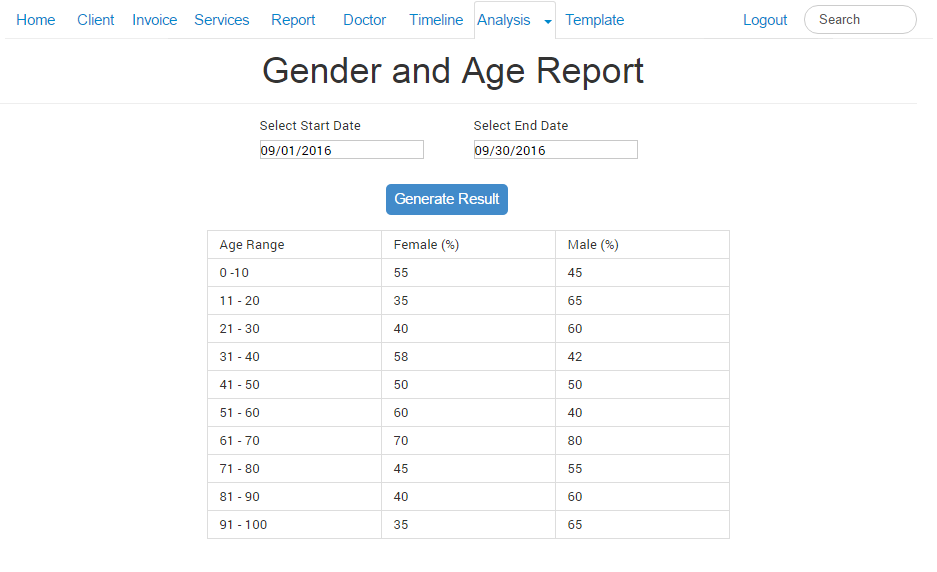 Home Client Invoice Services Report Doctor Timeline Analysis Template Logout Search
Gender and Age Report
Select Start Date Select End Date
09/01/2016 09/30/2016
Generate Result
Age Range Female (%) Male (%)
0 -10 55 45
11 - 20 35 65
21 - 30 40 60
31 - 40 58 42
41 - 50 50 50
51 - 60 60 40
61 - 70 70 80
71 - 80 45 55
81 - 90 40 60
91 - 100 35 65